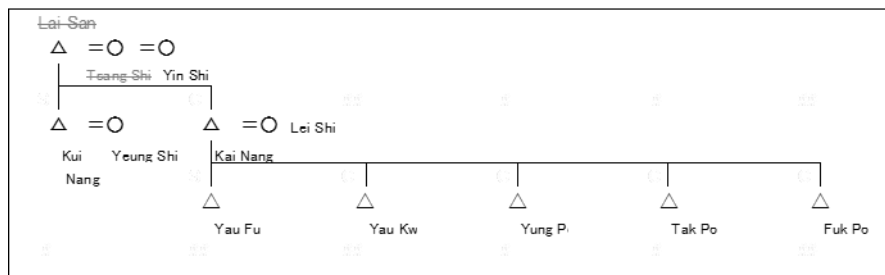 Lai San
Tsang Shi Yin Shi
Lei Shi
Kui Yeung Shi Kai Nang
Nang
Yau Fu Yau Kw Yung P Tak Po Fuk Po